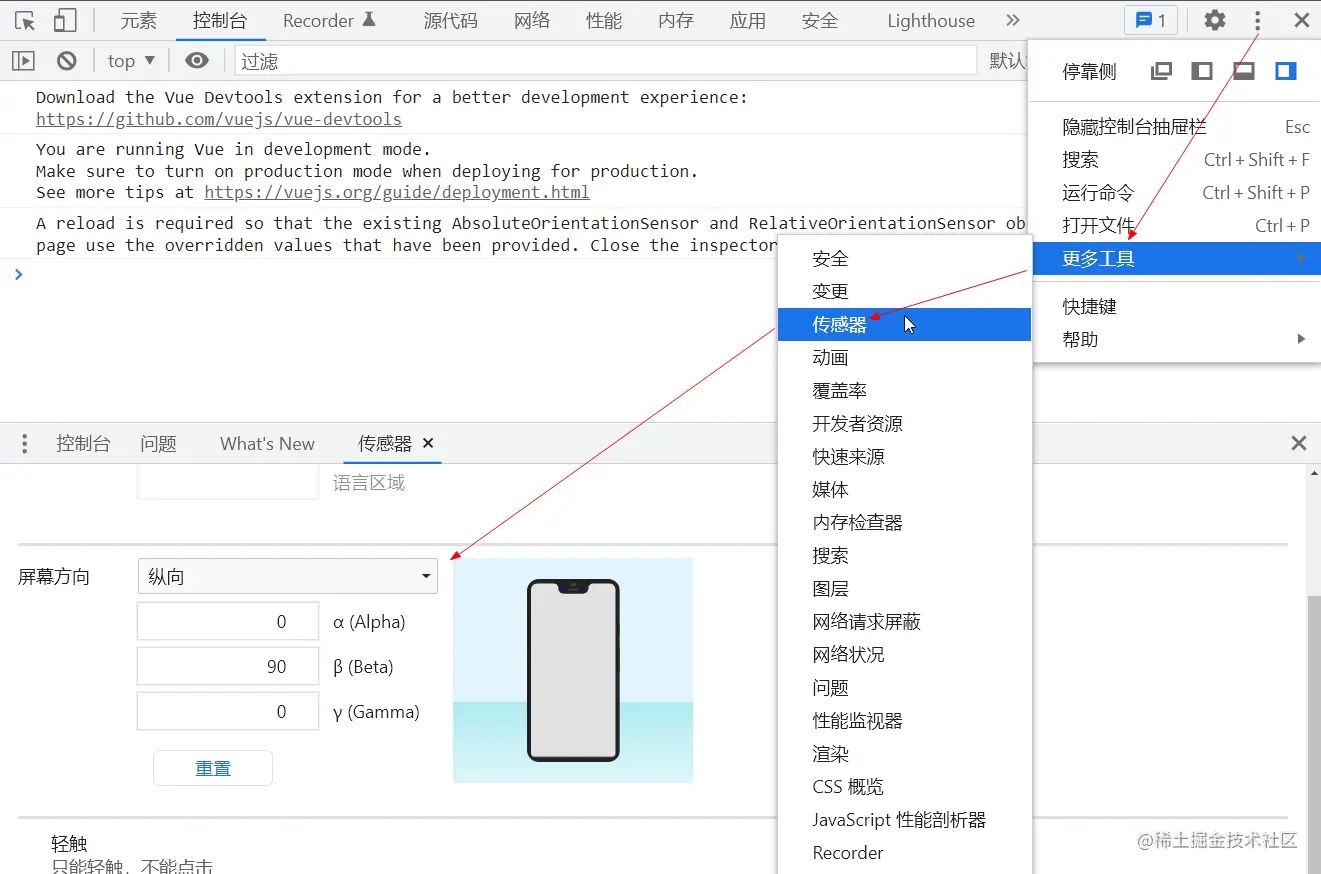 元素 控制台 Recorder 源代码 网络 性能 内存 应用 安全 Lighthouse » 1
top ▼ 过滤 默认
Download the Vue Devtools extension for a better development experience:
https://github.com/vuejs/vue-devtools
You are running Vue in development mode.
Make sure to turn on production mode when deploying for production.
See more tips at https://vuejs.org/guide/deployment.html
A reload is required so that the existing AbsoluteOrientationSensor and RelativeOrientationSensor ob
page use the overridden values that have been provided. Close the inspector
停靠侧
隐藏控制台抽屉栏 Esc
搜索 Ctrl + Shift + F
运行命令 Ctrl + Shift + P
打开文件 Ctrl + P
更多工具
快捷键
帮助
安全
变更
传感器
动画
覆盖率
开发者资源
快速来源
媒体
内存检查器
搜索
图层
网络请求屏蔽
网络状况
问题
性能监视器
渲染
CSS 概览
JavaScript 性能剖析器
Recorder
控制台 问题 What's New 传感器
语言区域
屏幕方向 纵向
0 α (Alpha)
90 β (Beta)
0 γ (Gamma)
重置
轻触
只能轻触，不能点击
@稀土掘金技术社区